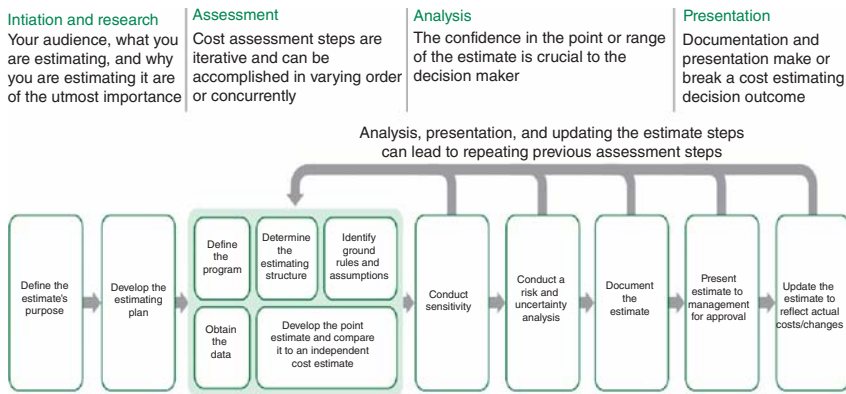 Intiation and research
Your audience, what you
are estimating, and why
you are estimating it are
of the utmost importance
Assessment
Cost assessment steps are
iterative and can be
accomplished in varying order
or concurrently
Analysis
The confidence in the point or range
of the estimate is crucial to the
decision maker
Presentation
Documentation and
presentation make or
break a cost estimating
decision outcome
Analysis, presentation, and updating the estimate steps
can lead to repeating previous assessment steps
Define the
estimate's
purpose
Develop the
estimating
plan
Define
the
program
Determine
the
estimating
structure
Identify
ground
rules and
assumptions
Obtain
the
data
Develop the point
estimate and compare
it to an independent
cost estimate
Conduct
sensitivity
Conduct a
risk and
uncertainty
analysis
Document
the
estimate
Present
estimate to
management
for approval
Update the
estimate to
reflect actual
costs/changes